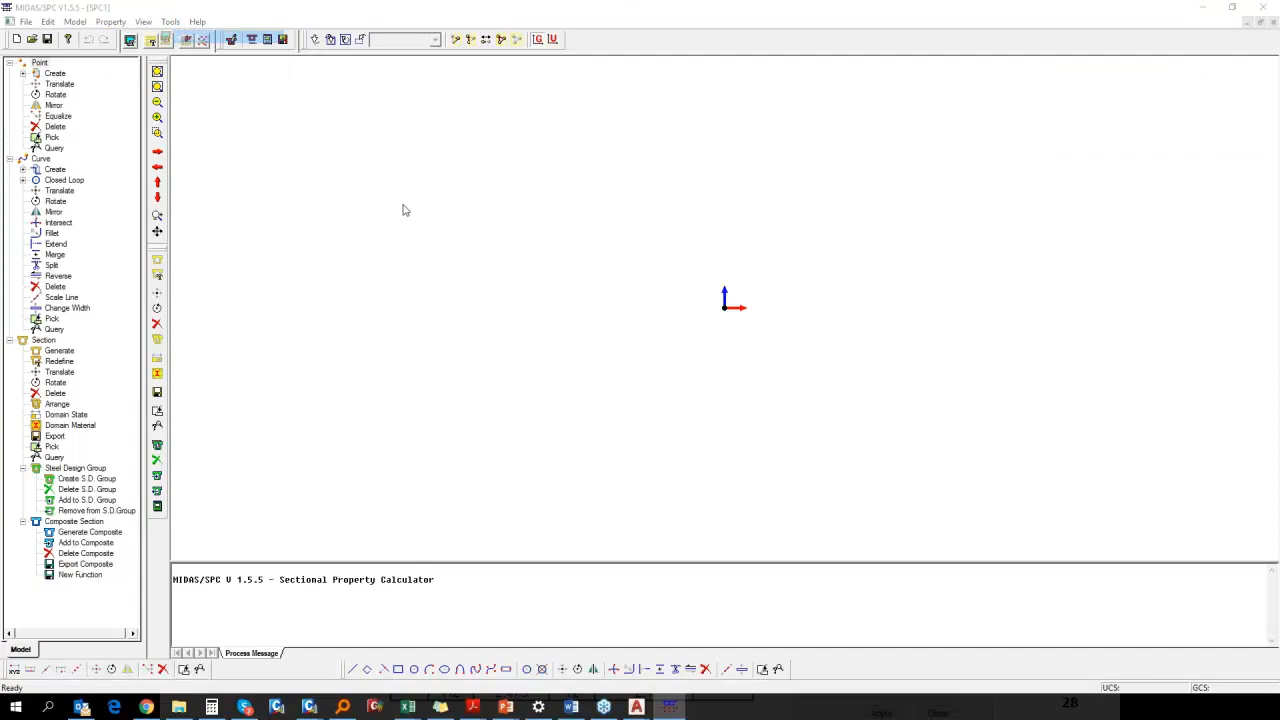 MIDAS/SPC V1.5.5 - [SPC1]
File Edit Model Property View Tools Help
Point
Create
Translate
Rotate
Mirror
Equalize
Delete
Pick
Query
Curve
Create
Closed Loop
Translate
Rotate
Mirror
Intersect
Fillet
Extend
Merge
Split
Reverse
Delete
Scale Line
Change Width
Pick
Query
Section
Generate
Redefine
Translate
Rotate
Delete
Arrange
Domain State
Domain Material
Export
Pick
Query
Steel Design Group
Create S.D. Group
Delete S.D. Group
Add to S.D. Group
Remove from S.D.Group
Composite Section
Generate Composite
Add to Composite
Delete Composite
Export Composite
New Function
Model
MIDAS/SPC V 1.5.5 - Sectional Property Calculator
Process Message
Ready
UCS:
GCS:
28
Apply
Close